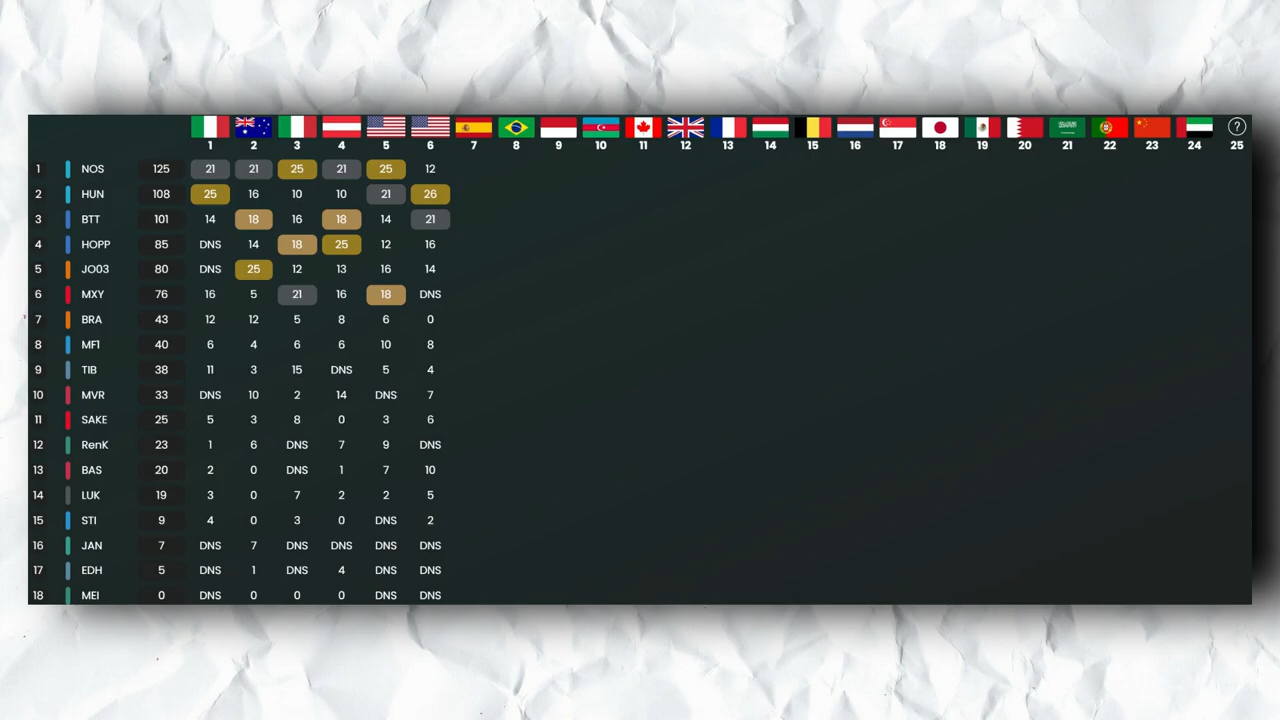 ?
1 2 3 4 5 6 7 8 9 10 11 12 13 14 15 16 17 18 19 20 21 22 23 24 25
1 NOS 125 21 21 25 21 25 12
2 HUN 108 25 16 10 10 21 26
3 BTT 101 14 18 16 18 14 21
4 HOPP 85 DNS 14 18 25 12 16
5 JO03 80 DNS 25 12 13 16 14
6 MXY 76 16 5 21 16 18 DNS
7 BRA 43 12 12 5 8 6 0
8 MF1 40 6 4 6 6 10 8
9 TIB 38 11 3 15 DNS 5 4
10 MVR 33 DNS 10 2 14 DNS 7
11 SAKE 25 5 3 8 0 3 6
12 RenK 23 1 6 DNS 7 9 DNS
13 BAS 20 2 0 DNS 1 7 10
14 LUK 19 3 0 7 2 2 5
15 STI 9 4 0 3 0 DNS 2
16 JAN 7 DNS 7 DNS DNS DNS DNS
17 EDH 5 DNS 1 DNS 4 DNS DNS
18 MEI 0 DNS 0 0 0 DNS DNS